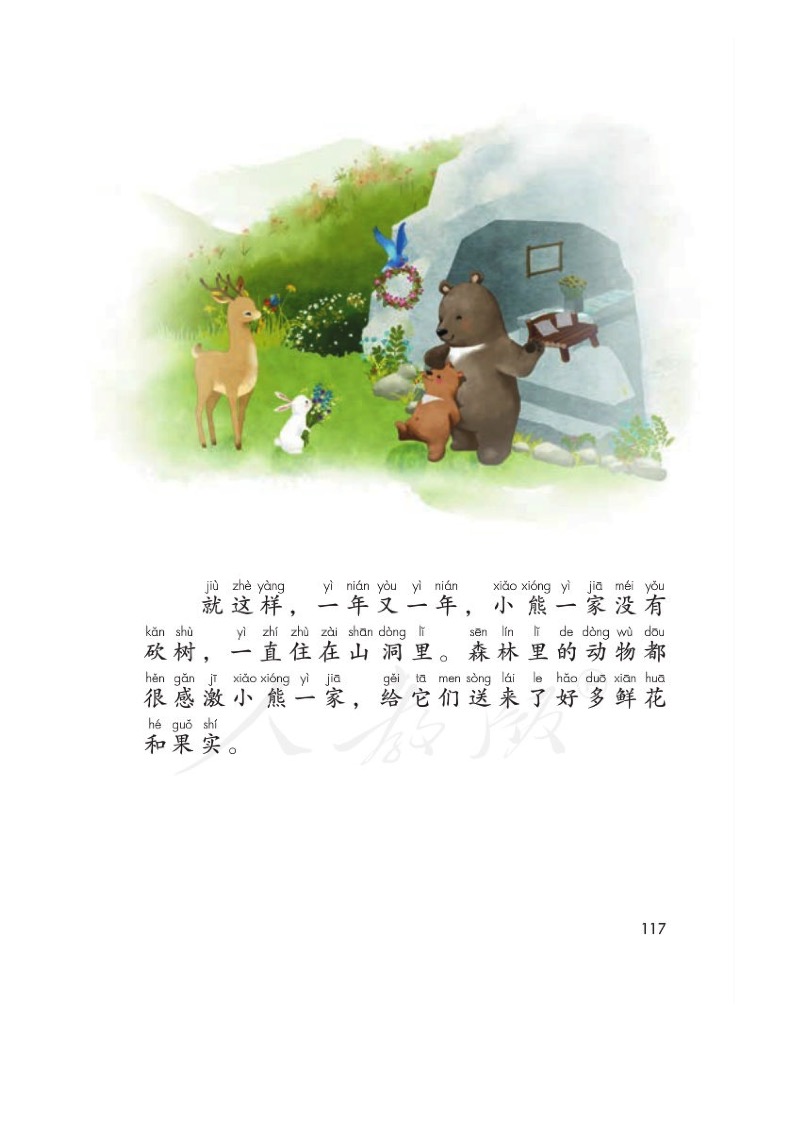 jiù zhè yàng yì nián yòu yì nián xiǎo xióng yì jiā méi yǒu
就这样，一年又一年，小熊一家没有
kǎn shù yì zhí zhù zài shān dòng lǐ sēn lín lǐ de dòng wù dōu
砍树，一直住在山洞里。森林里的动物都
hěn gǎn jī xiǎo xióng yì jiā gěi tā men sòng lái le hǎo duō xiān huā
很感激小熊一家，给它们送来了好多鲜花
hé guǒ shí
和果实。
人教版
117